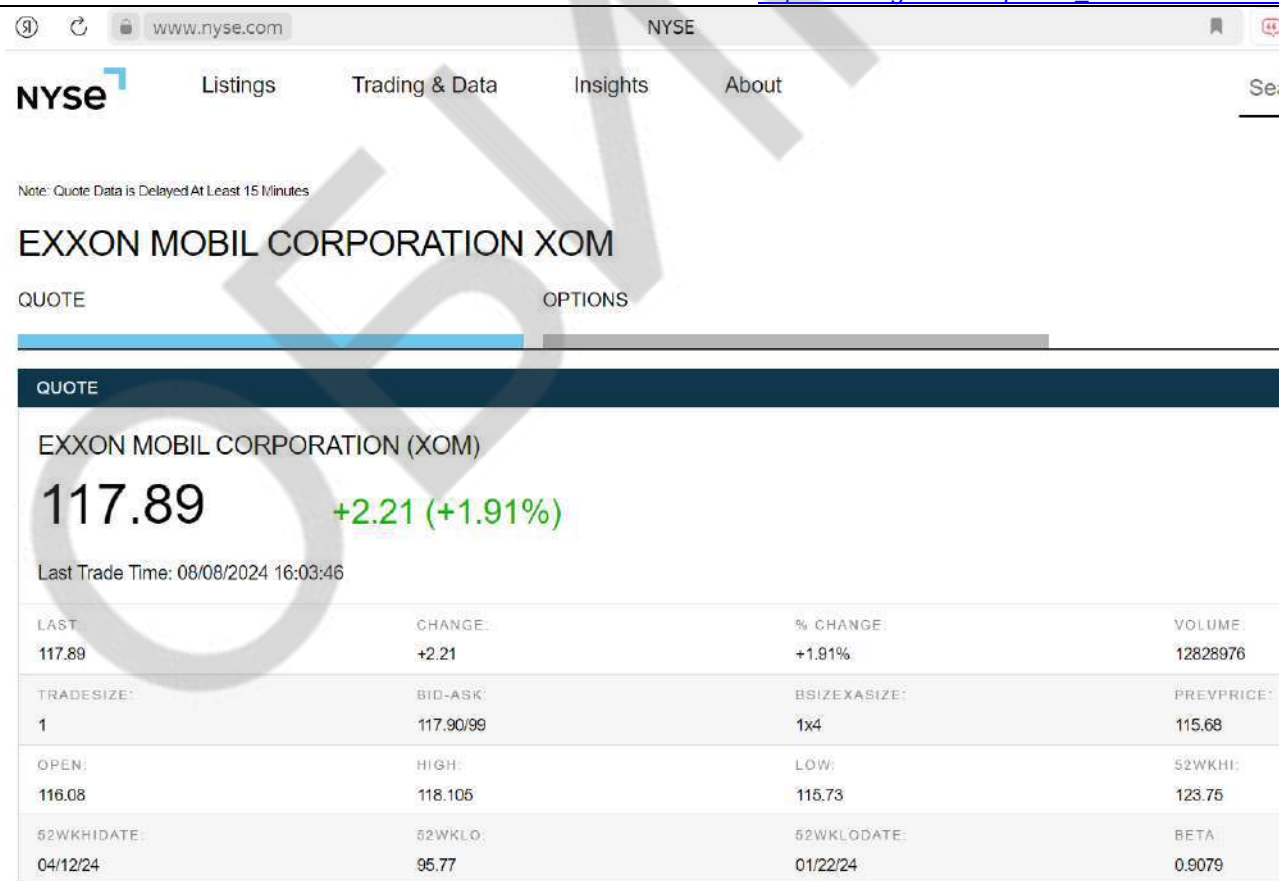 www.nyse.com NYSE
NYSE Listings Trading & Data Insights About
Note: Quote Data is Delayed At Least 15 Minutes
EXXON MOBIL CORPORATION XOM
QUOTE OPTIONS
QUOTE
EXXON MOBIL CORPORATION (XOM)
117.89 +2.21 (+1.91%)
Last Trade Time: 08/08/2024 16:03:46
LAST: CHANGE: % CHANGE: VOLUME:
117.89 +2.21 +1.91% 12828976
TRADESIZE: BID-ASK: BSIZEXASIZE: PREVPRICE:
1 117.90/99 1x4 115.68
OPEN: HIGH: LOW: 52WKHI:
116.08 118.105 115.73 123.75
52WKHIDATE: 52WKLO: 52WKLODATE: BETA:
04/12/24 95.77 01/22/24 0.9079